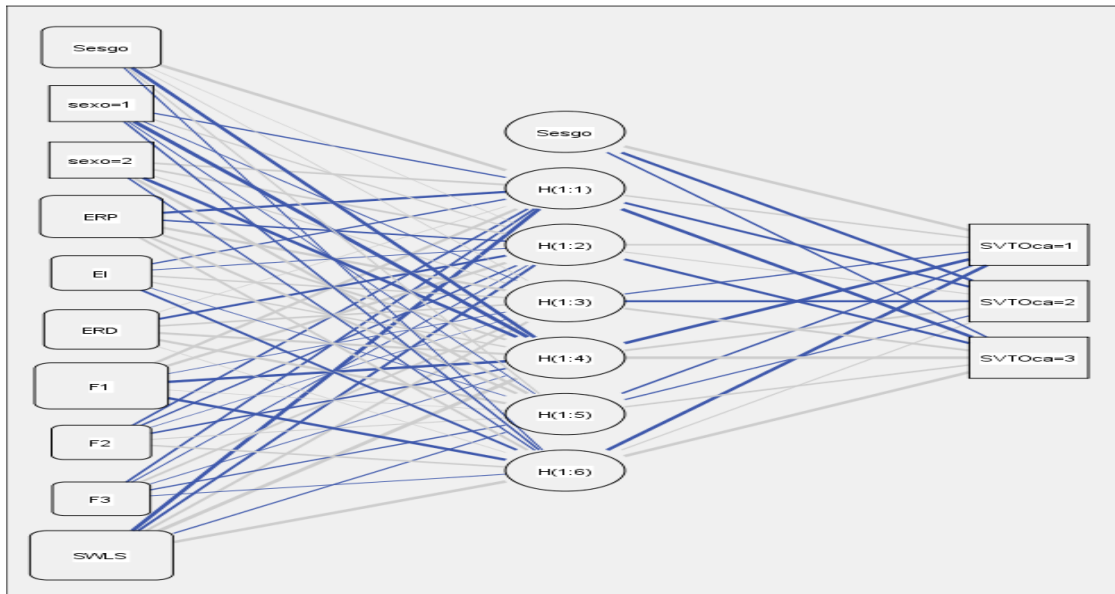 Sesgo
sexo=1
sexo=2
ERP
EI
ERD
F1
F2
F3
SWLS
Sesgo
H(1:1)
H(1:2)
H(1:3)
H(1:4)
H(1:5)
H(1:6)
SVTOca=1
SVTOca=2
SVTOca=3